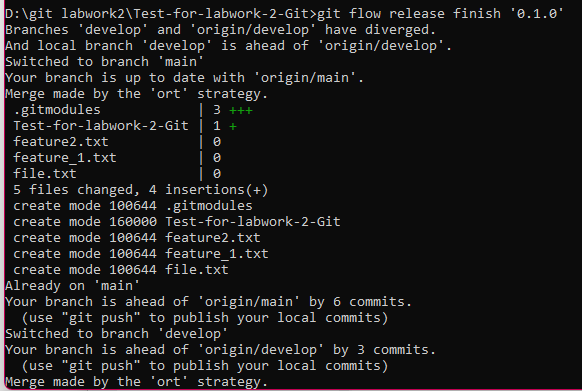 D:\git labwork2\Test-for-labwork-2-Git>git flow release finish '0.1.0'
Branches 'develop' and 'origin/develop' have diverged.
And local branch 'develop' is ahead of 'origin/develop'.
Switched to branch 'main'
Your branch is up to date with 'origin/main'.
Merge made by the 'ort' strategy.
 .gitmodules            | 3 +++
 Test-for-labwork-2-Git | 1 +
 feature2.txt           | 0
 feature_1.txt          | 0
 file.txt               | 0
 5 files changed, 4 insertions(+)
 create mode 100644 .gitmodules
 create mode 160000 Test-for-labwork-2-Git
 create mode 100644 feature2.txt
 create mode 100644 feature_1.txt
 create mode 100644 file.txt
Already on 'main'
Your branch is ahead of 'origin/main' by 6 commits.
  (use "git push" to publish your local commits)
Switched to branch 'develop'
Your branch is ahead of 'origin/develop' by 3 commits.
  (use "git push" to publish your local commits)
Merge made by the 'ort' strategy.